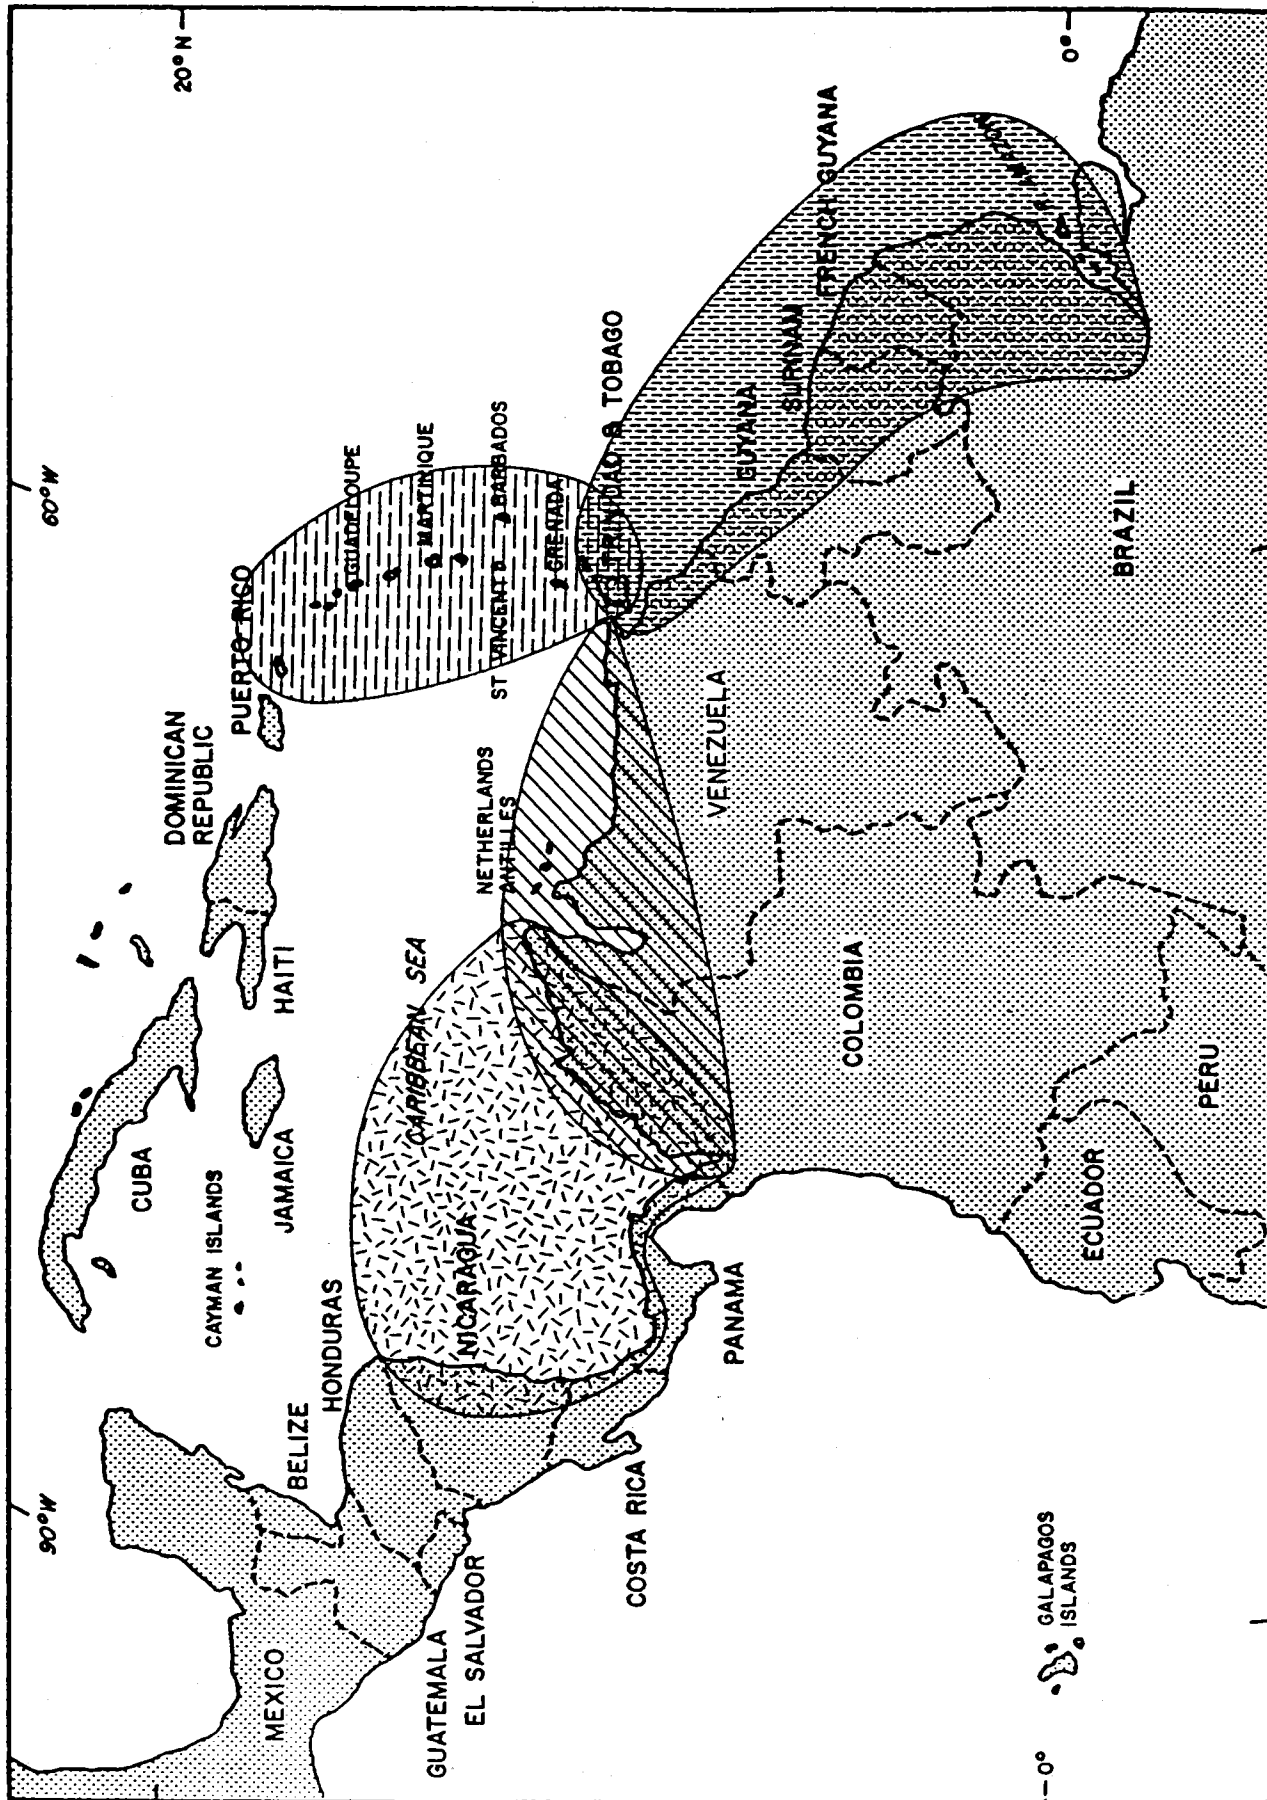 90°W
60°W
20°N
MEXICO
BELIZE
HONDURAS
GUATEMALA
EL SALVADOR
COSTA RICA
NICARAGUA
PANAMA
CUBA
CAYMAN ISLANDS
JAMAICA
HAITI
DOMINICAN
REPUBLIC
PUERTO RICO
CARIBBEAN SEA
NETHERLANDS
ANTILLES
GUADELOUPE
MARTINIQUE
ST VINCENT
BARBADOS
GRENADA
TRINIDAD & TOBAGO
GUYANA
SURINAM
FRENCH GUYANA
R AMAZON
VENEZUELA
COLOMBIA
BRAZIL
ECUADOR
PERU
GALAPAGOS
ISLANDS
0°
0°